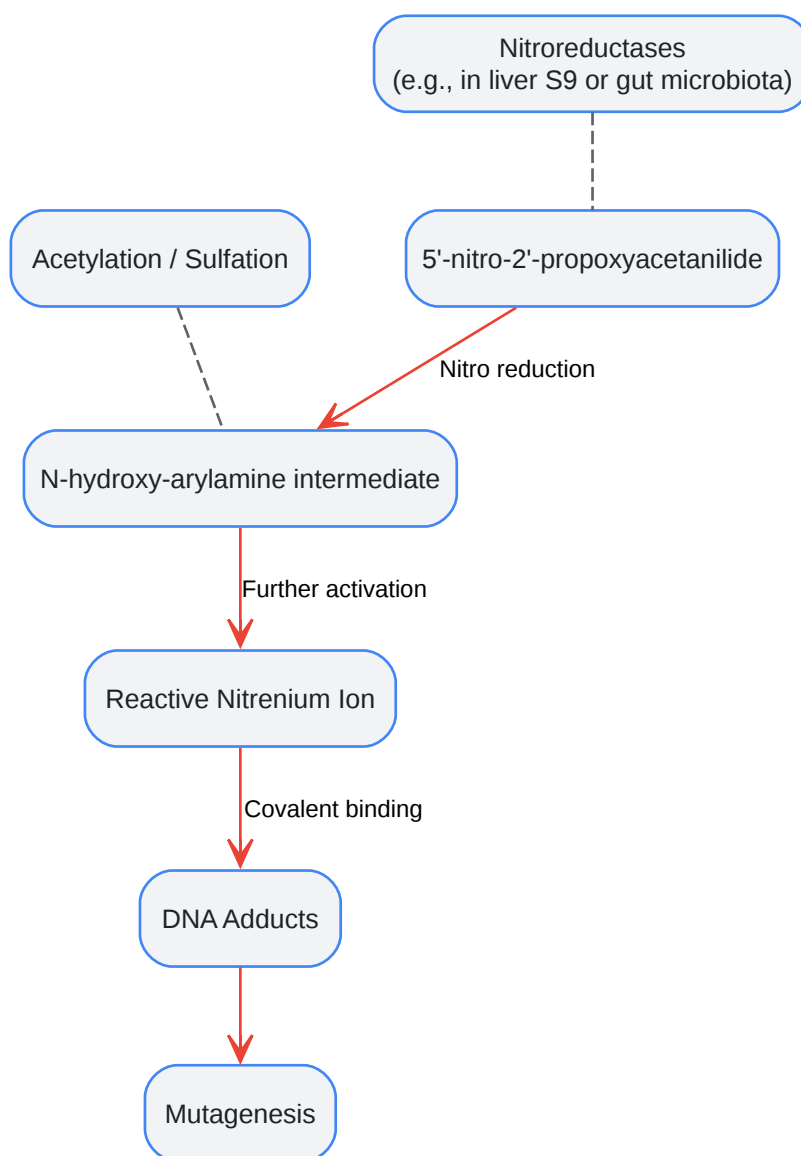 Nitroreductases
(e.g., in liver S9 or gut microbiota)
Acetylation / Sulfation
5'-nitro-2'-propoxyacetanilide
Nitro reduction
N-hydroxy-arylamine intermediate
Further activation
Reactive Nitrenium Ion
Covalent binding
DNA Adducts
Mutagenesis